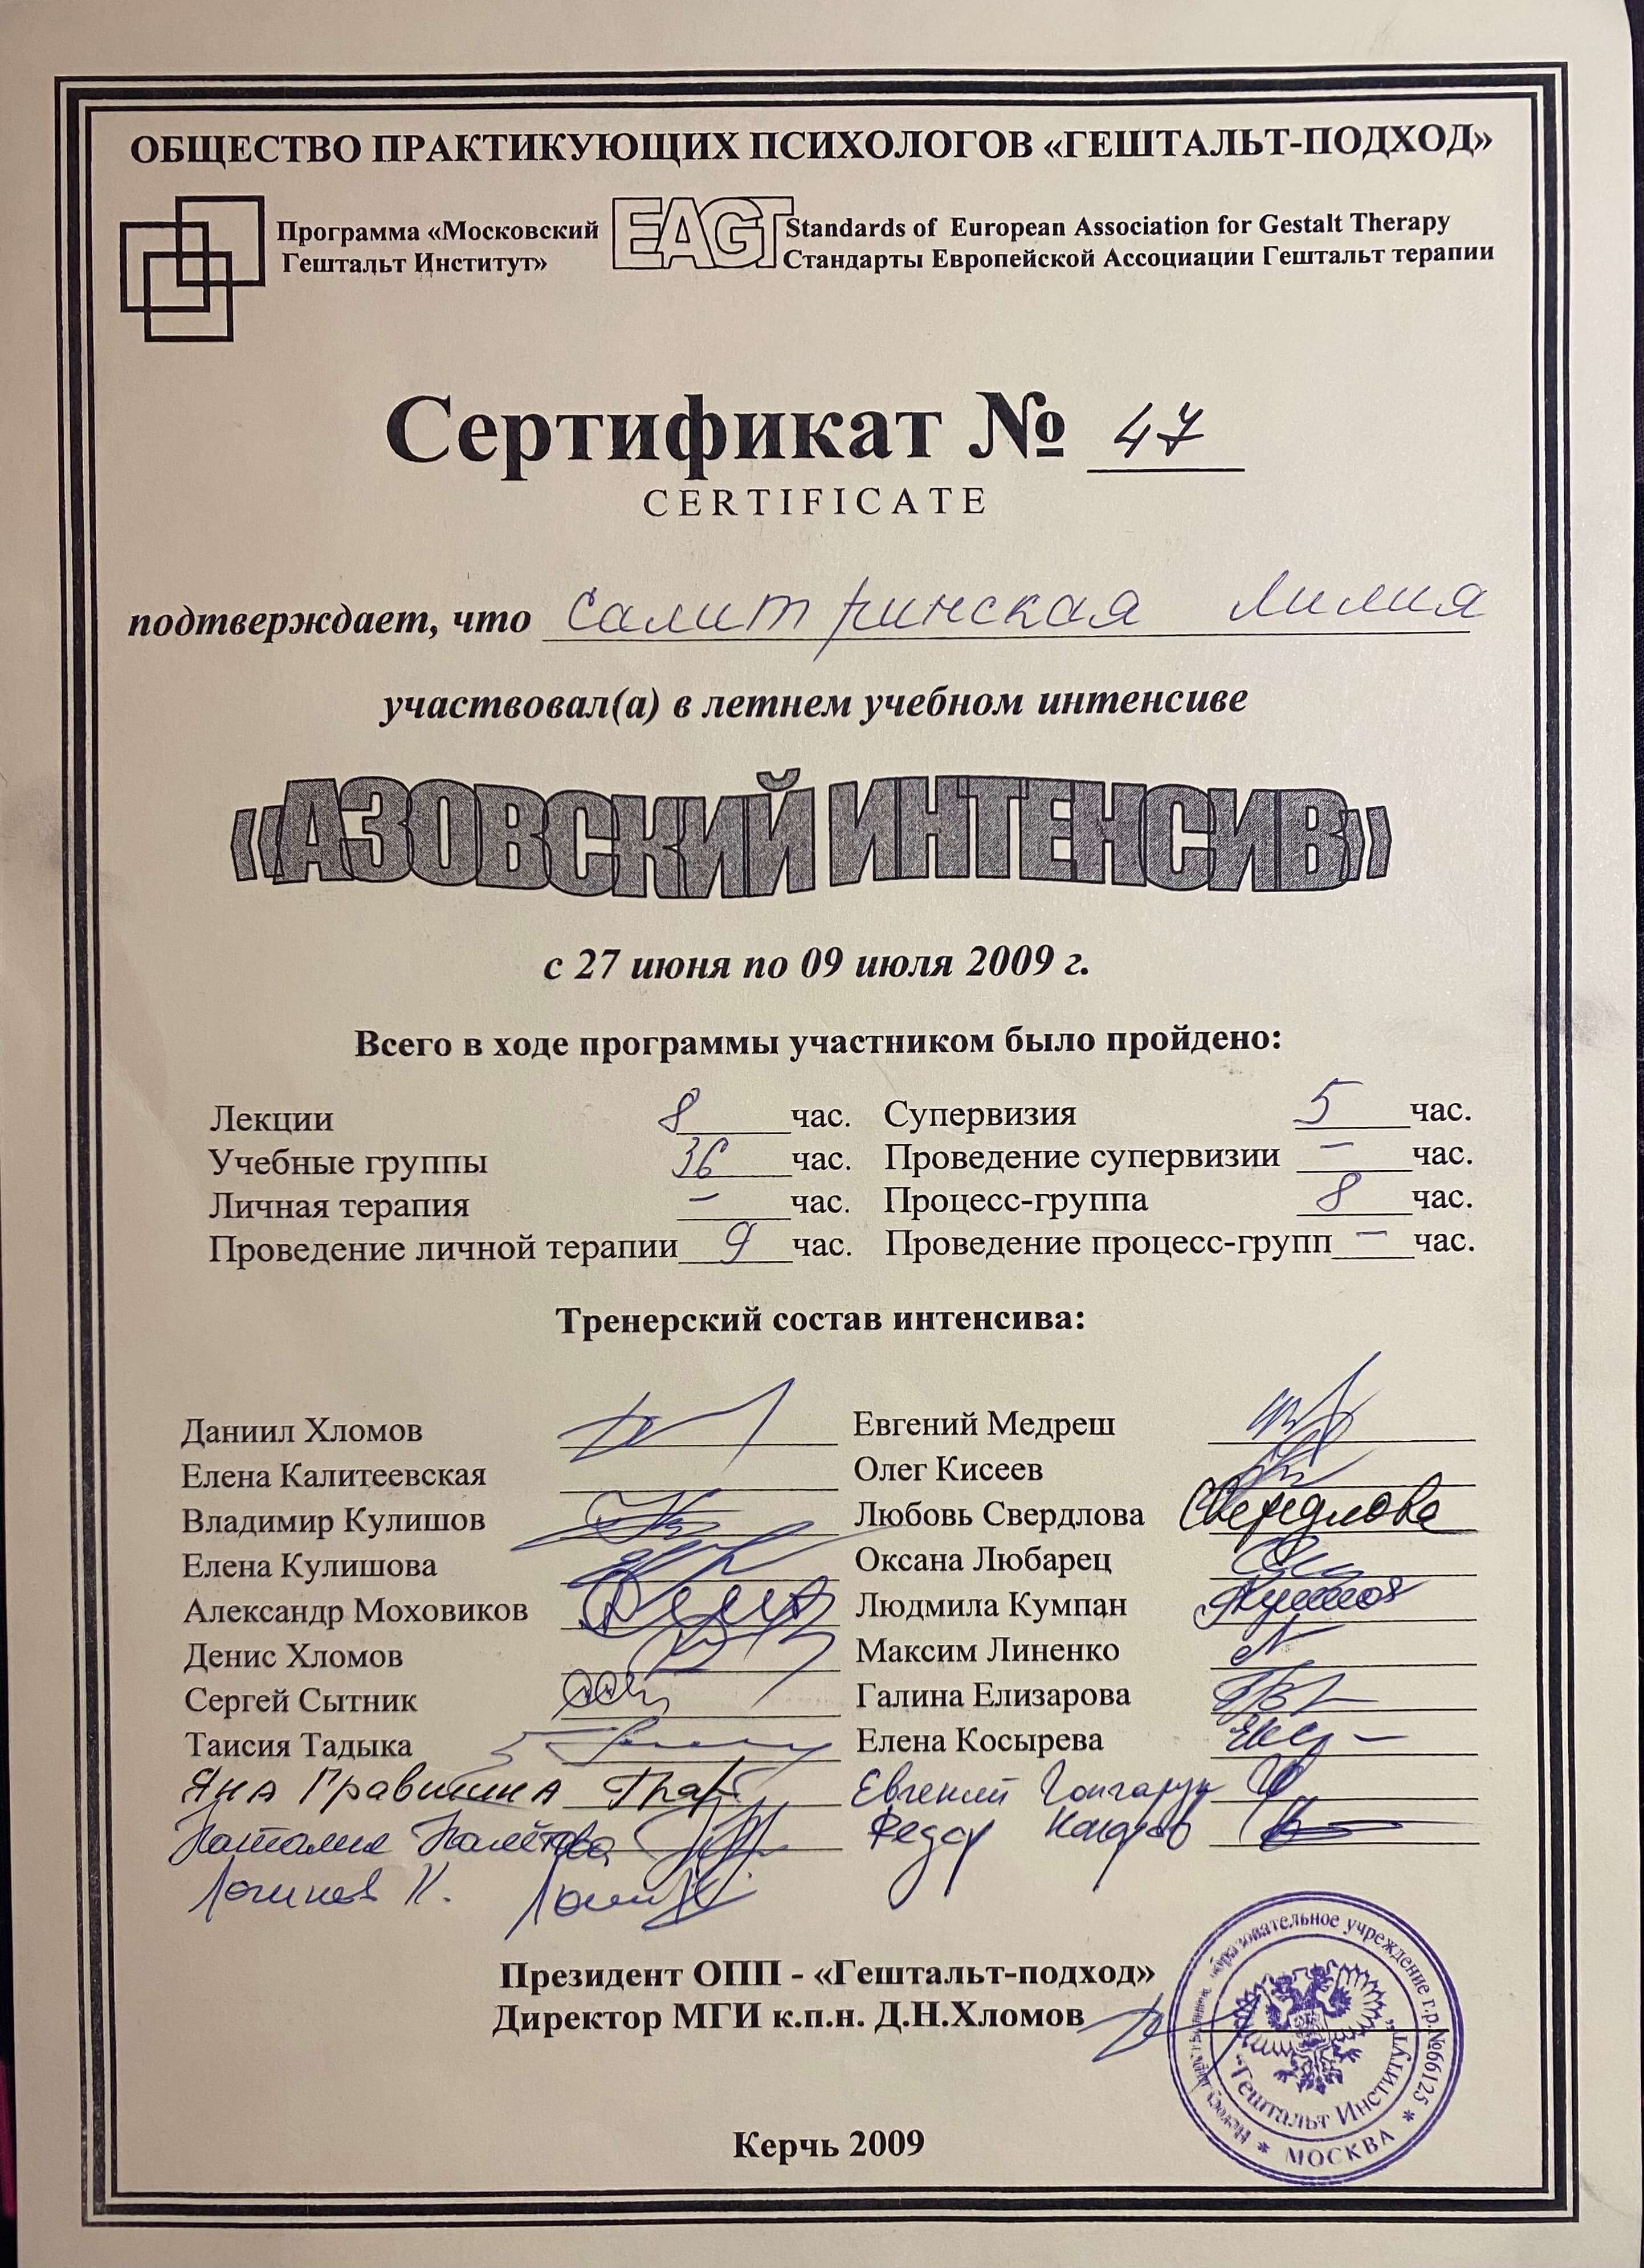 ОБЩЕСТВО ПРАКТИКУЮЩИХ ПСИХОЛОГОВ «ГЕШТАЛЬТ-ПОДХОД»
Программа «Московский Гештальт Институт»
EAGT
Standards of European Association for Gestalt Therapy
Стандарты Европейской Ассоциации Гештальт терапии
Сертификат № 47
CERTIFICATE
подтверждает, что Салитринская Лилия
участвовал(а) в летнем учебном интенсиве
«АЗОВСКИЙ ИНТЕНСИВ»
с 27 июня по 09 июля 2009 г.
Всего в ходе программы участником было пройдено:
Лекции 8 час. Супервизия 5 час.
Учебные группы 36 час. Проведение супервизии – час.
Личная терапия – час. Процесс-группа 8 час.
Проведение личной терапии 9 час. Проведение процесс-групп – час.
Тренерский состав интенсива:
Даниил Хломов Евгений Медреш
Елена Калитеевская Олег Кисеев
Владимир Кулишов Любовь Свердлова Свердлова
Елена Кулишова Оксана Любарец
Александр Моховиков Людмила Кумпан
Денис Хломов Максим Линенко
Сергей Сытник Галина Елизарова
Таисия Тадыка Елена Косырева
Яна Евгений
Наталия Федор
Логинов К.
Президент ОПП - «Гештальт-подход»
Директор МГИ к.п.н. Д.Н.Хломов
образовательное учреждение г.р.№66125 * МОСКВА *
"Гештальт Институт"
Керчь 2009